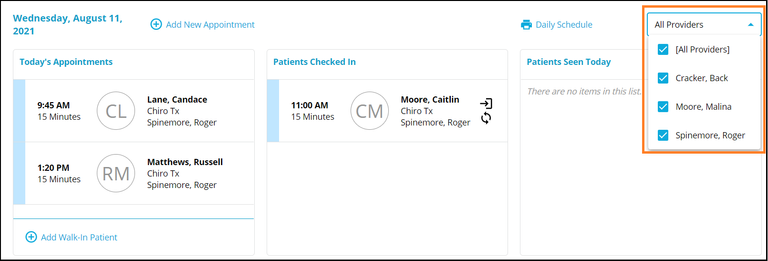 Wednesday, August 11,
2021
Add New Appointment
Daily Schedule
All Providers
[All Providers]
Cracker, Back
Moore, Malina
Spinemore, Roger
Today's Appointments
9:45 AM
15 Minutes
CL
Lane, Candace
Chiro Tx
Spinemore, Roger
1:20 PM
15 Minutes
RM
Matthews, Russell
Chiro Tx
Spinemore, Roger
Add Walk-In Patient
Patients Checked In
11:00 AM
15 Minutes
CM
Moore, Caitlin
Chiro Tx
Spinemore, Roger
Patients Seen Today
There are no items in this list.